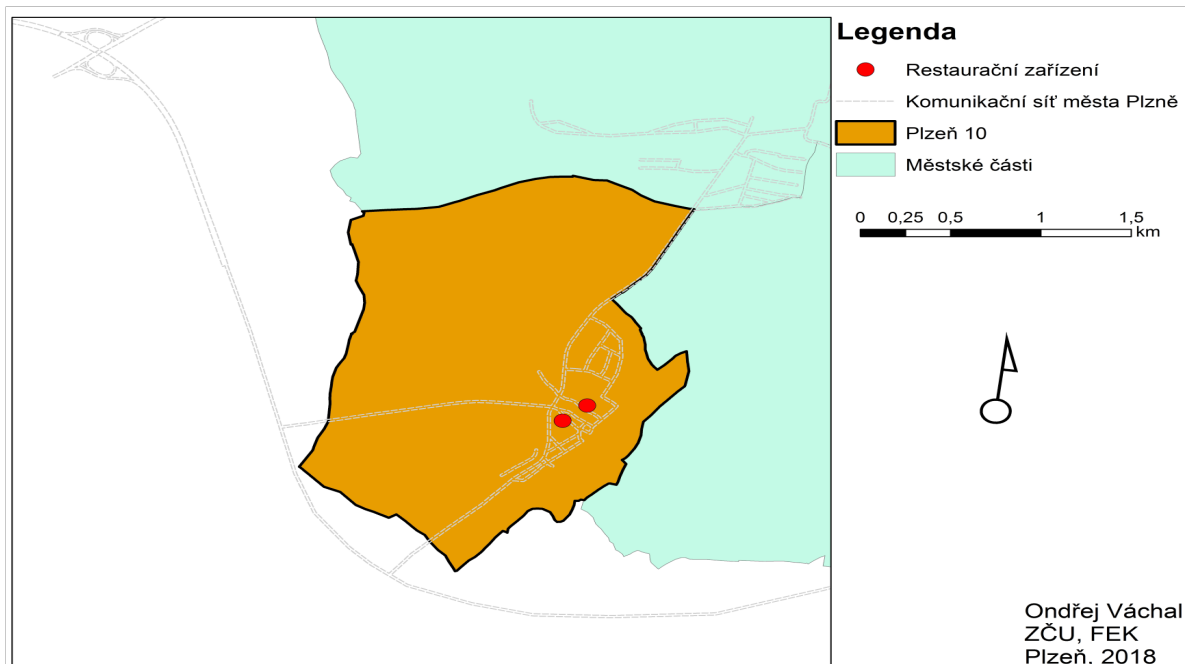 Legenda
Restaurační zařízení
Komunikační síť města Plzně
Plzeň 10
Městské části
0 0,25 0,5 1 1,5
km
Ondřej Váchal
ZČU, FEK
Plzeň, 2018